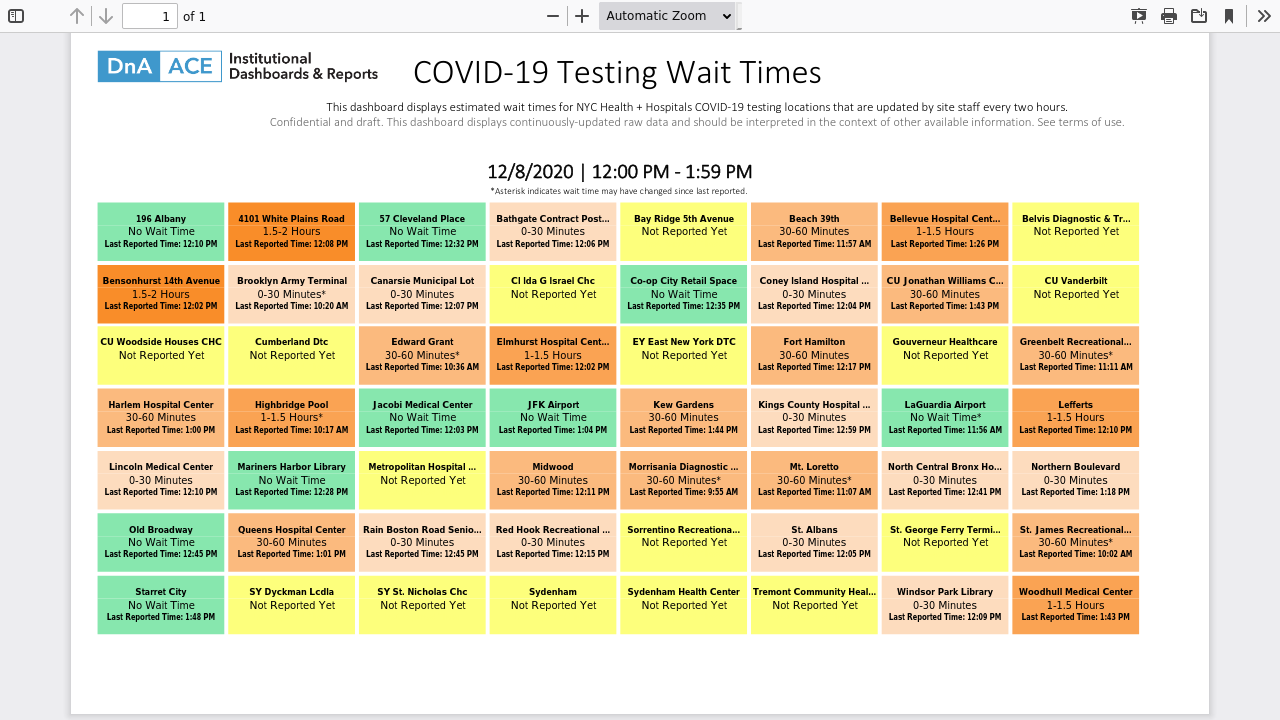 1 of 1 Automatic Zoom
DnA ACE Institutional
Dashboards & Reports
COVID-19 Testing Wait Times
This dashboard displays estimated wait times for NYC Health + Hospitals COVID-19 testing locations that are updated by site staff every two hours.
Confidential and draft. This dashboard displays continuously-updated raw data and should be interpreted in the context of other available information. See terms of use.
12/8/2020 | 12:00 PM - 1:59 PM
*Asterisk indicates wait time may have changed since last reported.
196 Albany
No Wait Time
Last Reported Time: 12:10 PM
4101 White Plains Road
1.5-2 Hours
Last Reported Time: 12:08 PM
57 Cleveland Place
No Wait Time
Last Reported Time: 12:32 PM
Bathgate Contract Post...
0-30 Minutes
Last Reported Time: 12:06 PM
Bay Ridge 5th Avenue
Not Reported Yet
Beach 39th
30-60 Minutes
Last Reported Time: 11:57 AM
Bellevue Hospital Cent...
1-1.5 Hours
Last Reported Time: 1:26 PM
Belvis Diagnostic & Tr...
Not Reported Yet
Bensonhurst 14th Avenue
1.5-2 Hours
Last Reported Time: 12:02 PM
Brooklyn Army Terminal
0-30 Minutes*
Last Reported Time: 10:20 AM
Canarsie Municipal Lot
0-30 Minutes
Last Reported Time: 12:07 PM
Cl Ida G Israel Chc
Not Reported Yet
Co-op City Retail Space
No Wait Time
Last Reported Time: 12:35 PM
Coney Island Hospital ...
0-30 Minutes
Last Reported Time: 12:04 PM
CU Jonathan Williams C...
30-60 Minutes
Last Reported Time: 1:43 PM
CU Vanderbilt
Not Reported Yet
CU Woodside Houses CHC
Not Reported Yet
Cumberland Dtc
Not Reported Yet
Edward Grant
30-60 Minutes*
Last Reported Time: 10:36 AM
Elmhurst Hospital Cent...
1-1.5 Hours
Last Reported Time: 12:02 PM
EY East New York DTC
Not Reported Yet
Fort Hamilton
30-60 Minutes
Last Reported Time: 12:17 PM
Gouverneur Healthcare
Not Reported Yet
Greenbelt Recreational...
30-60 Minutes*
Last Reported Time: 11:11 AM
Harlem Hospital Center
30-60 Minutes
Last Reported Time: 1:00 PM
Highbridge Pool
1-1.5 Hours*
Last Reported Time: 10:17 AM
Jacobi Medical Center
No Wait Time
Last Reported Time: 12:03 PM
JFK Airport
No Wait Time
Last Reported Time: 1:04 PM
Kew Gardens
30-60 Minutes
Last Reported Time: 1:44 PM
Kings County Hospital ...
0-30 Minutes
Last Reported Time: 12:59 PM
LaGuardia Airport
No Wait Time*
Last Reported Time: 11:56 AM
Lefferts
1-1.5 Hours
Last Reported Time: 12:10 PM
Lincoln Medical Center
0-30 Minutes
Last Reported Time: 12:10 PM
Mariners Harbor Library
No Wait Time
Last Reported Time: 12:28 PM
Metropolitan Hospital ...
Not Reported Yet
Midwood
30-60 Minutes
Last Reported Time: 12:11 PM
Morrisania Diagnostic ...
30-60 Minutes*
Last Reported Time: 9:55 AM
Mt. Loretto
30-60 Minutes*
Last Reported Time: 11:07 AM
North Central Bronx Ho...
0-30 Minutes
Last Reported Time: 12:41 PM
Northern Boulevard
0-30 Minutes
Last Reported Time: 1:18 PM
Old Broadway
No Wait Time
Last Reported Time: 12:45 PM
Queens Hospital Center
30-60 Minutes
Last Reported Time: 1:01 PM
Rain Boston Road Senio...
0-30 Minutes
Last Reported Time: 12:45 PM
Red Hook Recreational ...
0-30 Minutes
Last Reported Time: 12:15 PM
Sorrentino Recreationa...
Not Reported Yet
St. Albans
0-30 Minutes
Last Reported Time: 12:05 PM
St. George Ferry Termi...
Not Reported Yet
St. James Recreational...
30-60 Minutes*
Last Reported Time: 10:02 AM
Starret City
No Wait Time
Last Reported Time: 1:48 PM
SY Dyckman Lcdla
Not Reported Yet
SY St. Nicholas Chc
Not Reported Yet
Sydenham
Not Reported Yet
Sydenham Health Center
Not Reported Yet
Tremont Community Heal...
Not Reported Yet
Windsor Park Library
0-30 Minutes
Last Reported Time: 12:09 PM
Woodhull Medical Center
1-1.5 Hours
Last Reported Time: 1:43 PM